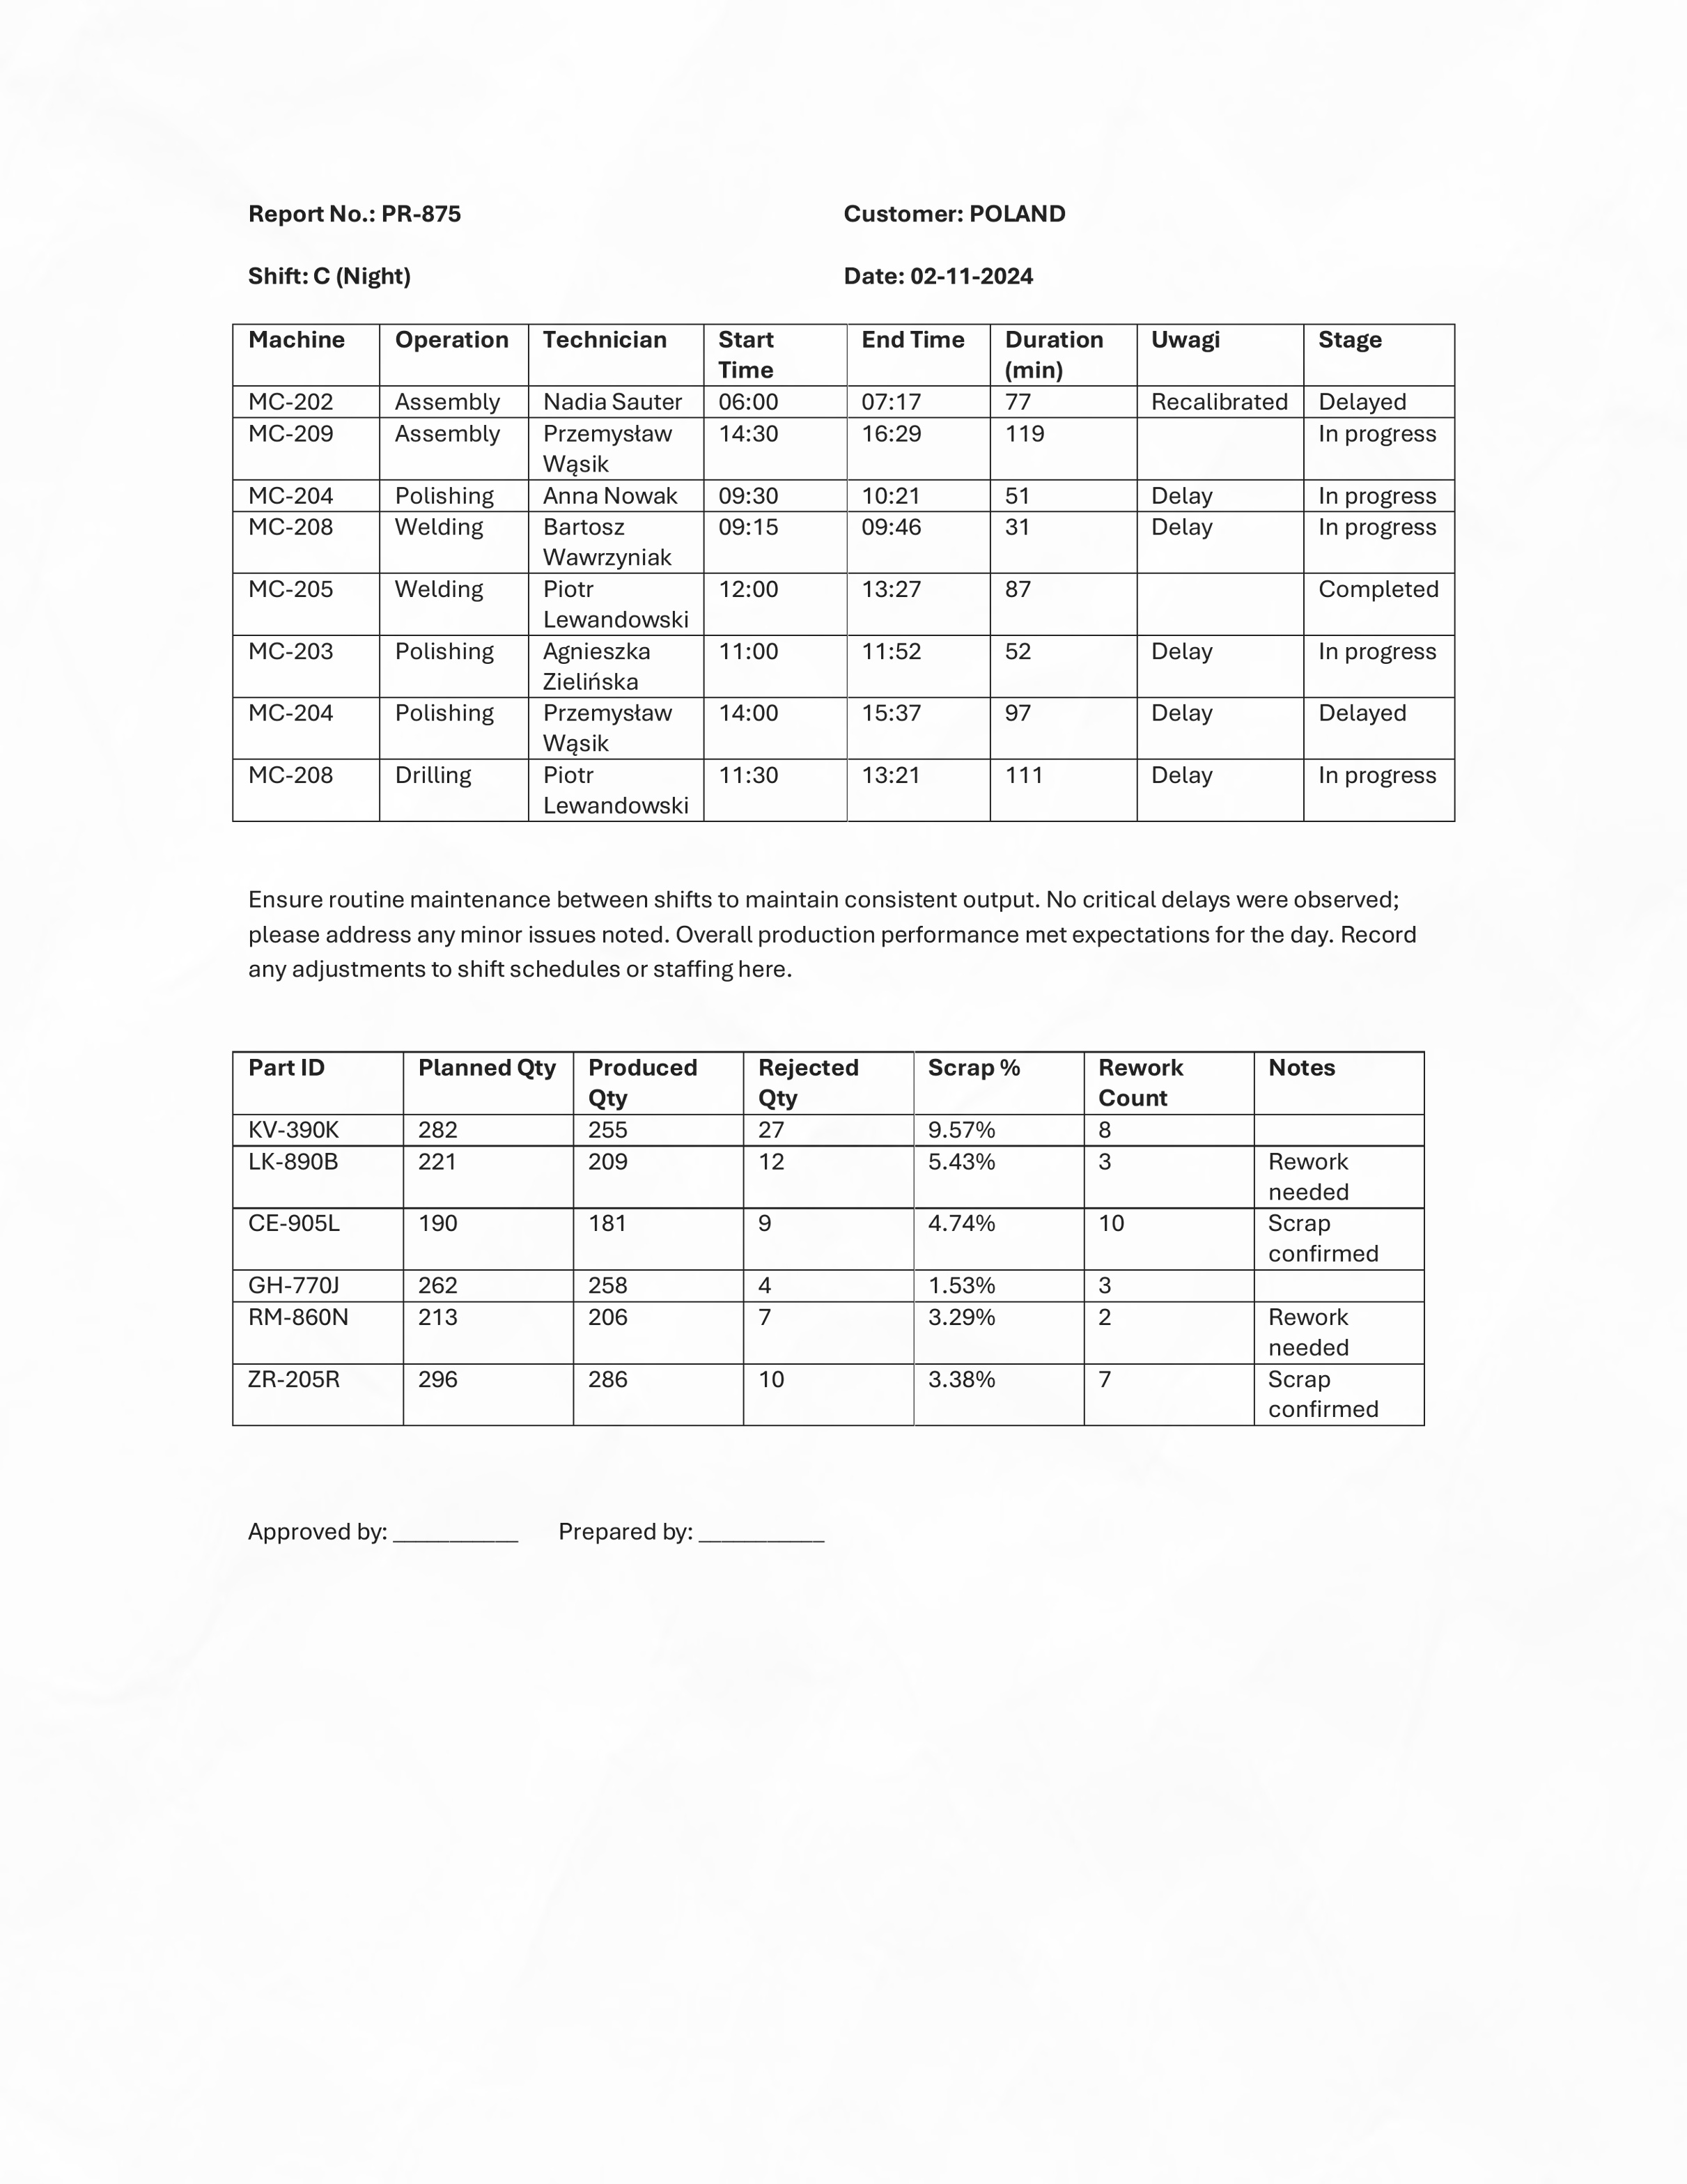 Report No.: PR-875 Customer: POLAND
Shift: C (Night) Date: 02-11-2024
Machine Operation Technician Start Time End Time Duration (min) Uwagi Stage
MC-202 Assembly Nadia Sauter 06:00 07:17 77 Recalibrated Delayed
MC-209 Assembly Przemysław Wąsik 14:30 16:29 119 In progress
MC-204 Polishing Anna Nowak 09:30 10:21 51 Delay In progress
MC-208 Welding Bartosz Wawrzyniak 09:15 09:46 31 Delay In progress
MC-205 Welding Piotr Lewandowski 12:00 13:27 87 Completed
MC-203 Polishing Agnieszka Zielińska 11:00 11:52 52 Delay In progress
MC-204 Polishing Przemysław Wąsik 14:00 15:37 97 Delay Delayed
MC-208 Drilling Piotr Lewandowski 11:30 13:21 111 Delay In progress
Ensure routine maintenance between shifts to maintain consistent output. No critical delays were observed;
please address any minor issues noted. Overall production performance met expectations for the day. Record
any adjustments to shift schedules or staffing here.
Part ID Planned Qty Produced Qty Rejected Qty Scrap % Rework Count Notes
KV-390K 282 255 27 9.57% 8
LK-890B 221 209 12 5.43% 3 Rework needed
CE-905L 190 181 9 4.74% 10 Scrap confirmed
GH-770J 262 258 4 1.53% 3
RM-860N 213 206 7 3.29% 2 Rework needed
ZR-205R 296 286 10 3.38% 7 Scrap confirmed
Approved by: __________ Prepared by: __________